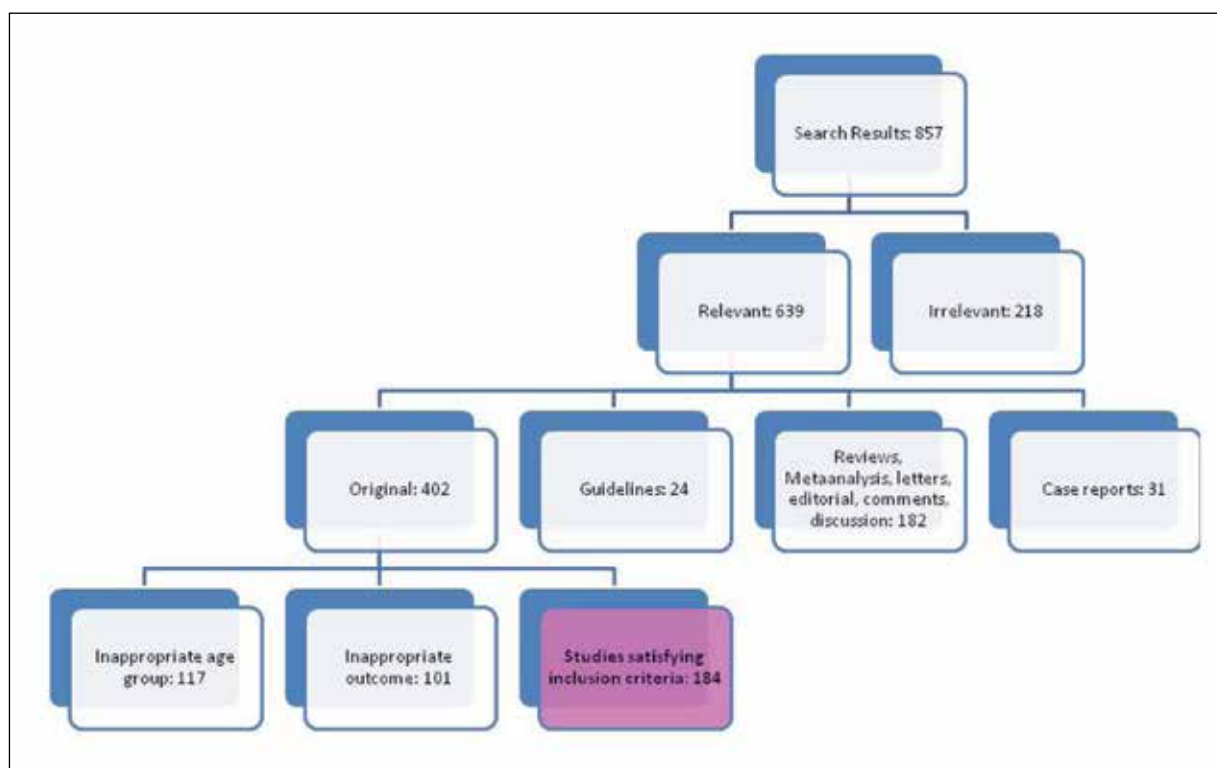 Search Results: 857
Relevant: 639
Irrelevant: 218
Original: 402
Guidelines: 24
Reviews,
Metaanalysis, letters,
editorial, comments,
discussion: 182
Case reports: 31
Inappropriate age
group: 117
Inappropriate
outcome: 101
Studies satisfying
inclusion criteria: 184